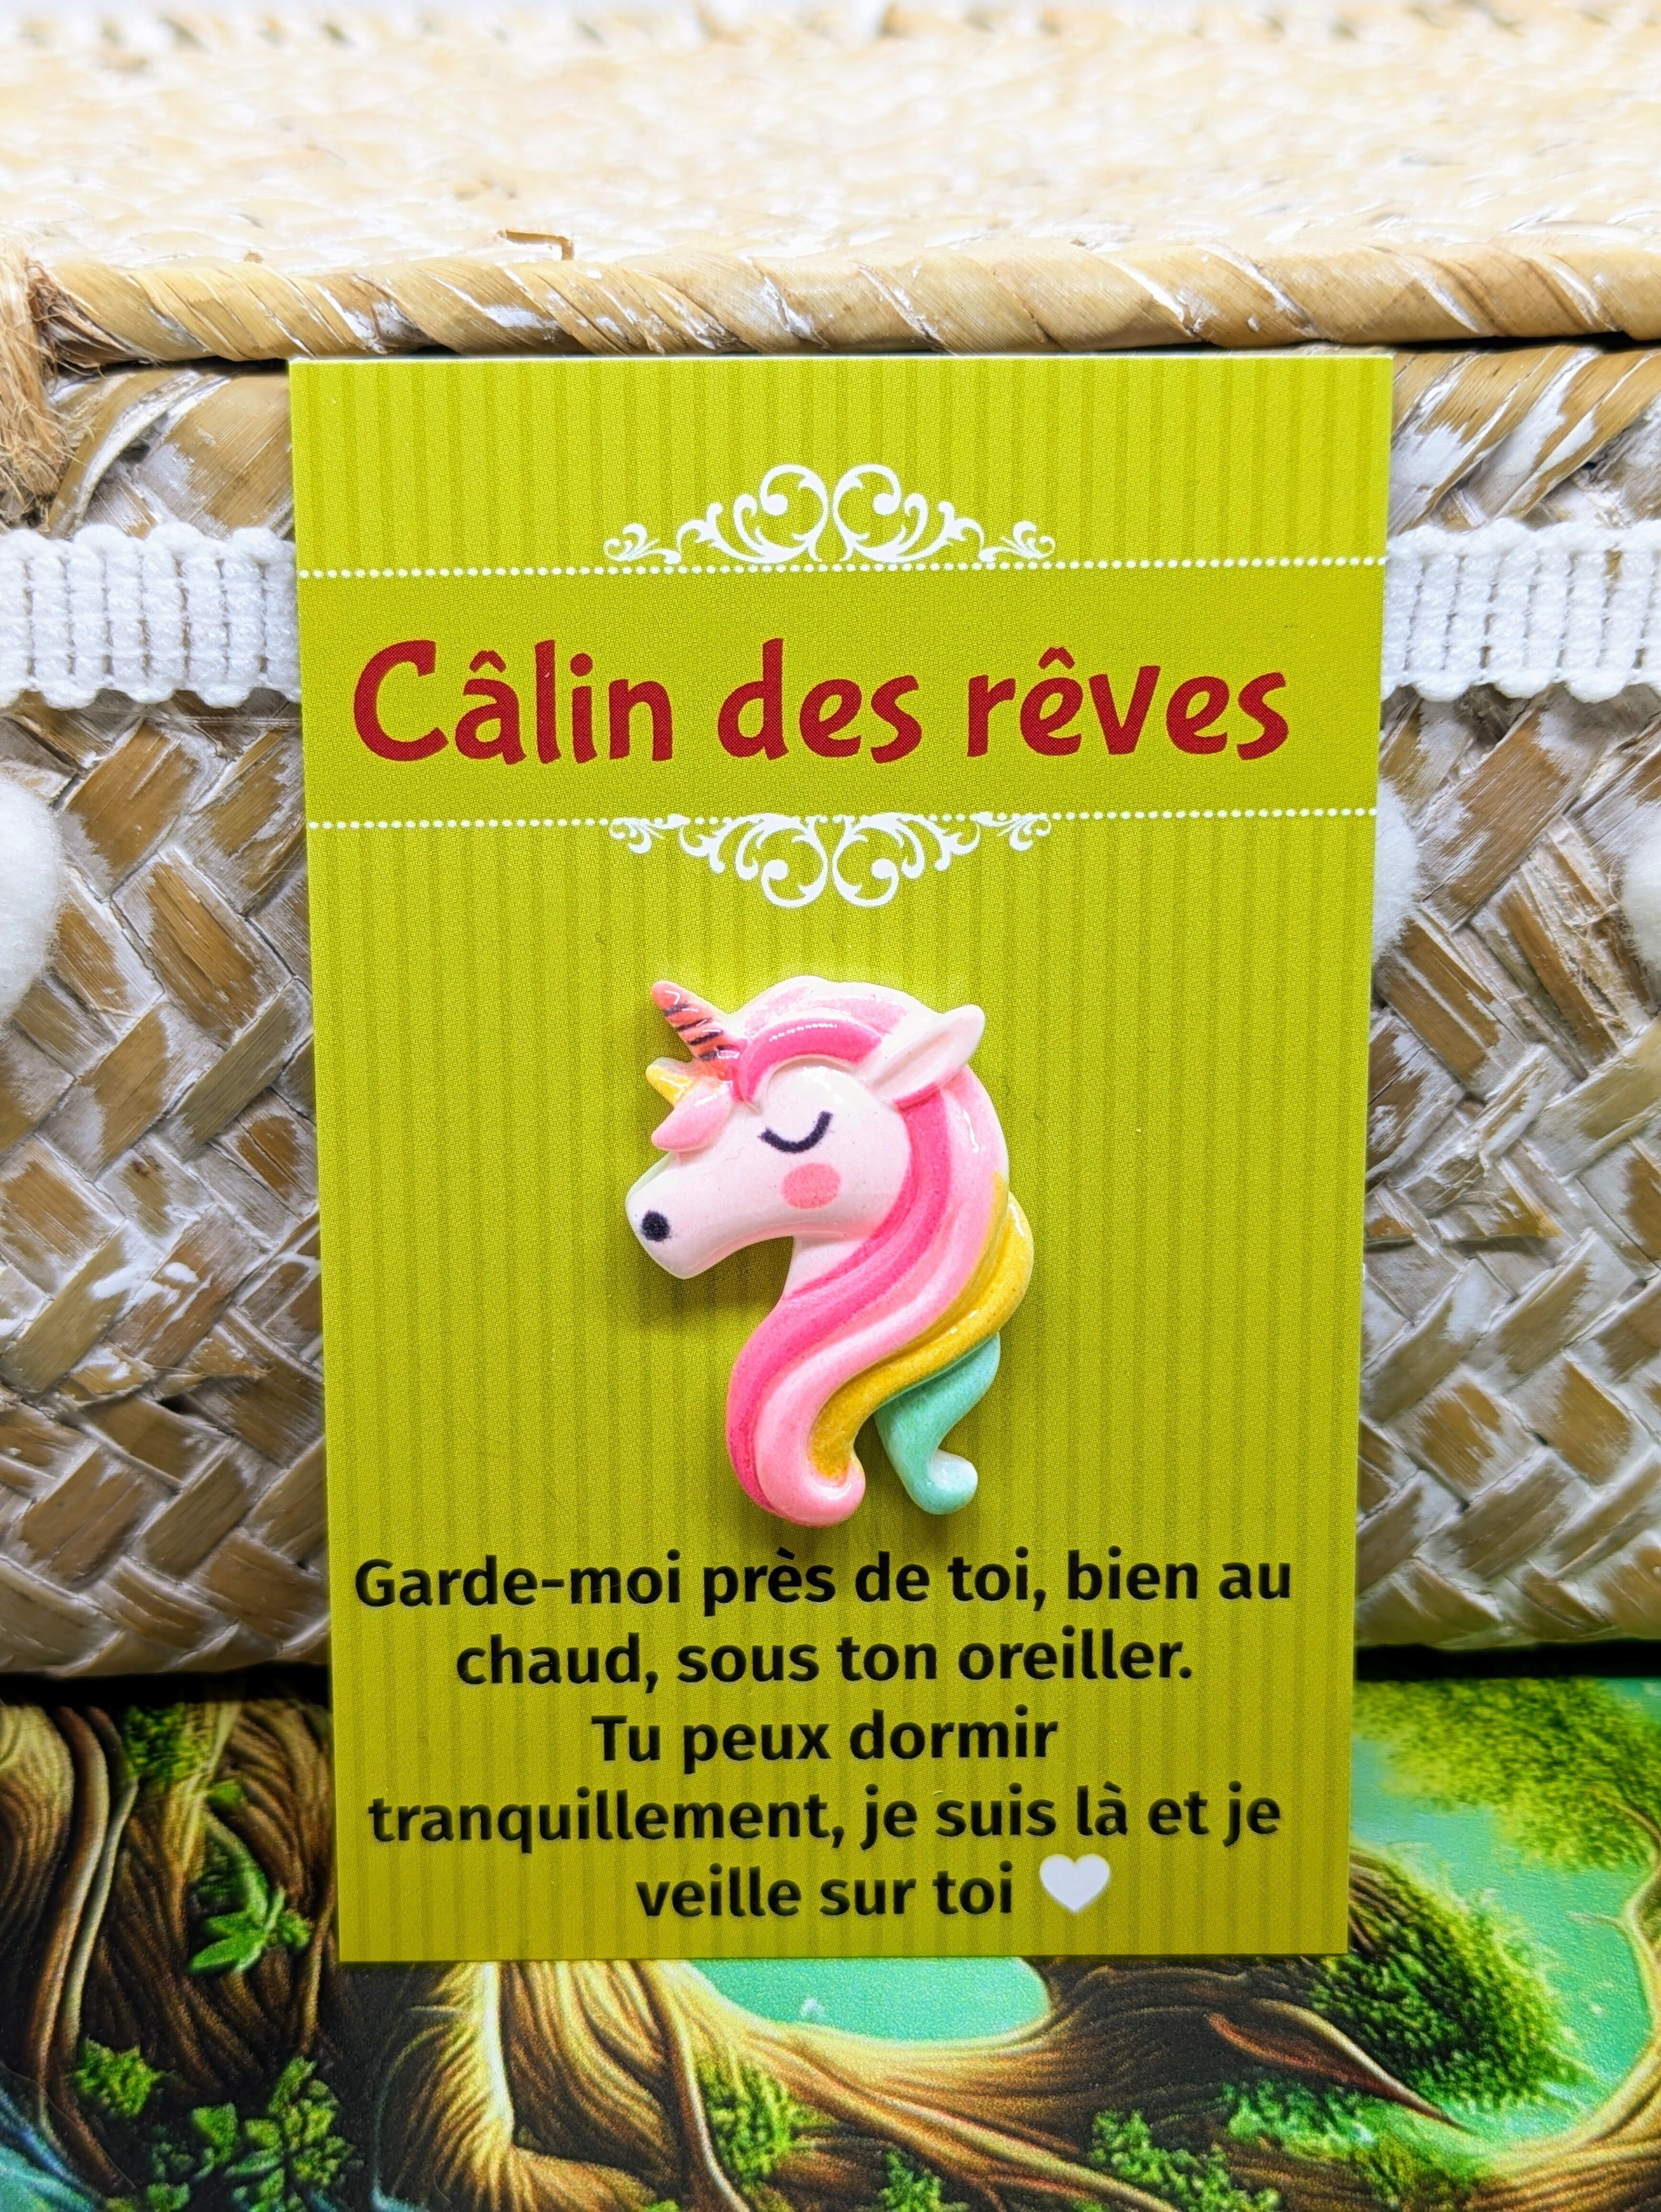 Câlin des rêves
Garde-moi près de toi, bien au
chaud, sous ton oreiller.
Tu peux dormir
tranquillement, je suis là et je
veille sur toi